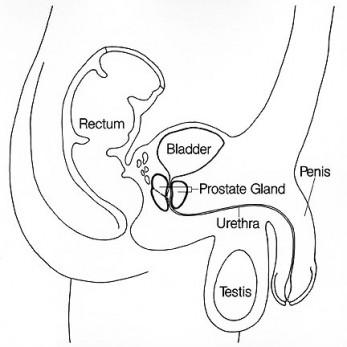 Rectum
Bladder
Prostate Gland
Penis
Urethra
Testis